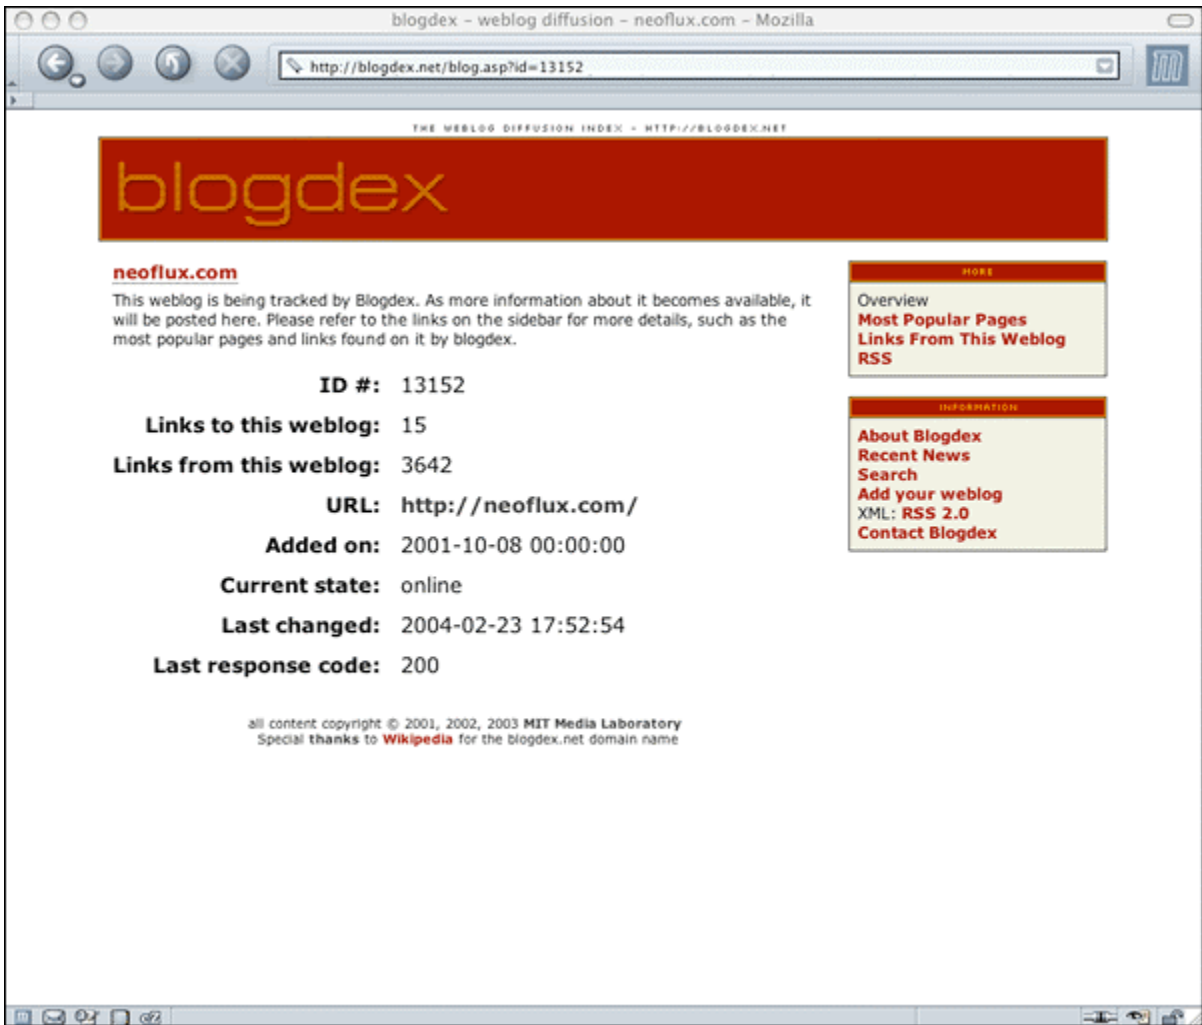 blogdex – weblog diffusion – neoflux.com – Mozilla
http://blogdex.net/blog.asp?id=13152
THE WEBLOG DIFFUSION INDEX - HTTP://BLOGDEX.NET
blogdex
neoflux.com
This weblog is being tracked by Blogdex. As more information about it becomes available, it
will be posted here. Please refer to the links on the sidebar for more details, such as the
most popular pages and links found on it by blogdex.
ID #: 13152
Links to this weblog: 15
Links from this weblog: 3642
URL: http://neoflux.com/
Added on: 2001-10-08 00:00:00
Current state: online
Last changed: 2004-02-23 17:52:54
Last response code: 200
MORE
Overview
Most Popular Pages
Links From This Weblog
RSS
INFORMATION
About Blogdex
Recent News
Search
Add your weblog
XML: RSS 2.0
Contact Blogdex
all content copyright © 2001, 2002, 2003 MIT Media Laboratory
Special thanks to Wikipedia for the blogdex.net domain name